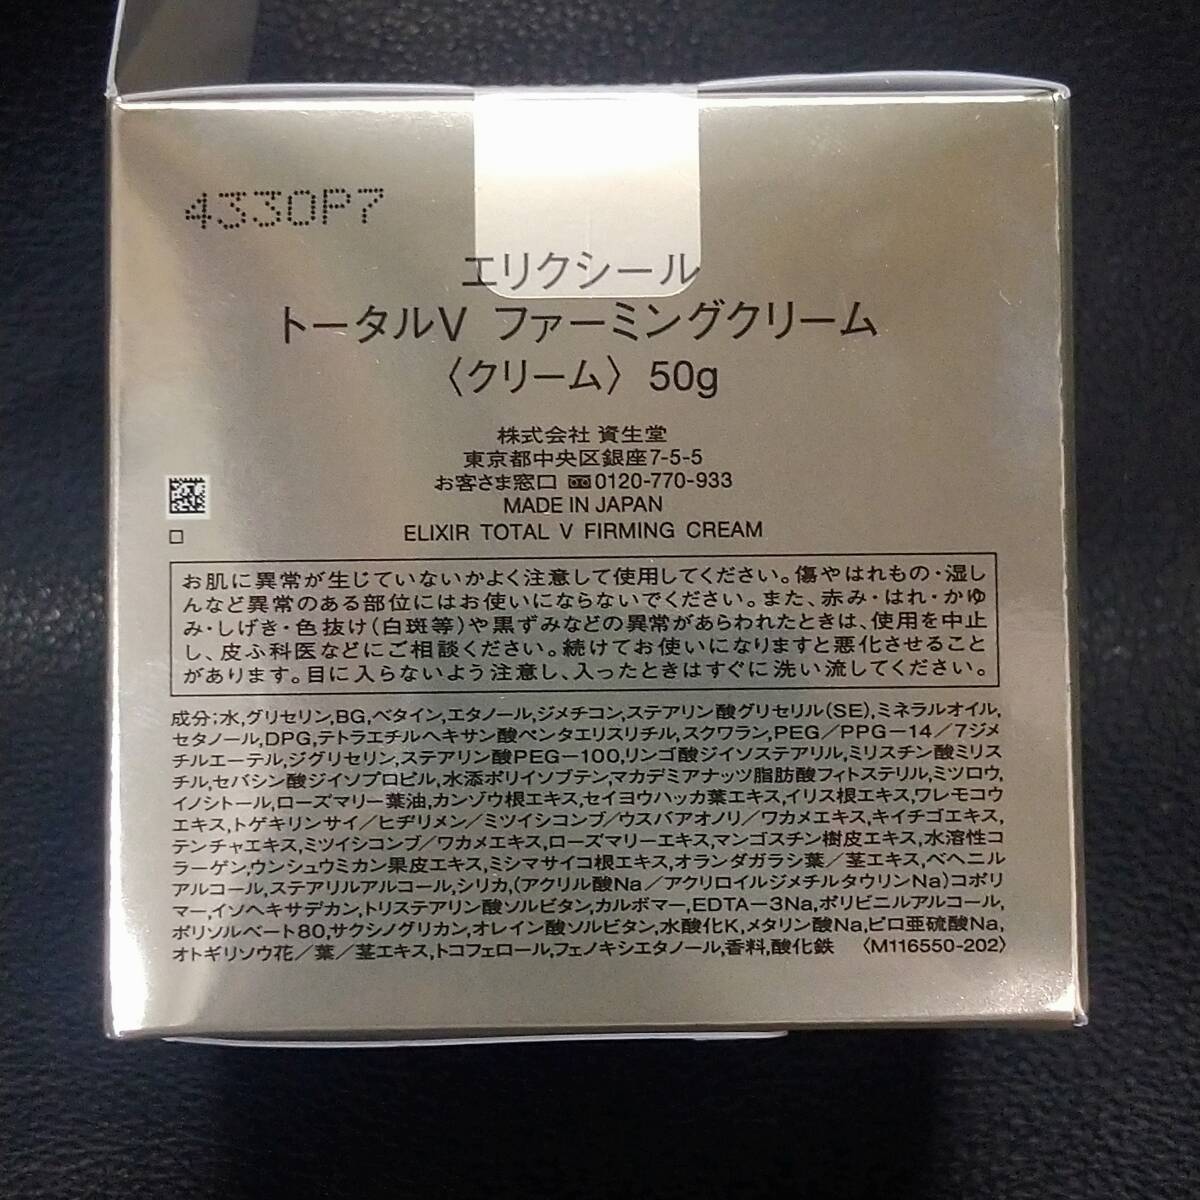 4330P7
エリクシール
トータルV ファーミングクリーム
〈クリーム〉 50g
株式会社 資生堂
東京都中央区銀座7-5-5
お客さま窓口 0120-770-933
MADE IN JAPAN
ELIXIR TOTAL V FIRMING CREAM
お肌に異常が生じていないかよく注意して使用してください。傷やはれもの・湿し
んなど異常のある部位にはお使いにならないでください。また、赤み・はれ・かゆ
み・しげき・色抜け(白斑等)や黒ずみなどの異常があらわれたときは、使用を中止
し、皮ふ科医などにご相談ください。続けてお使いになりますと悪化させること
があります。目に入らないよう注意し、入ったときはすぐに洗い流してください。
成分;水,グリセリン,BG,ベタイン,エタノール,ジメチコン,ステアリン酸グリセリル(SE),ミネラルオイル,
セタノール,DPG,テトラエチルヘキサン酸ペンタエリスリチル,スクワラン,PEG/PPG-14/7ジメ
チルエーテル,ジグリセリン,ステアリン酸PEG-100,リンゴ酸ジイソステアリル,ミリスチン酸ミリス
チル,セバシン酸ジイソプロピル,水添ポリイソブテン,マカデミアナッツ脂肪酸フィトステリル,ミツロウ,
イノシトール,ローズマリー葉油,カンゾウ根エキス,セイヨウハッカ葉エキス,イリス根エキス,ワレモコウ
エキス,トゲキリンサイ/ヒヂリメン/ミツイシコンブ/ウスバアオノリ/ワカメエキス,キイチゴエキス,
テンチャエキス,ミツイシコンブ/ワカメエキス,ローズマリーエキス,マンゴスチン樹皮エキス,水溶性コ
ラーゲン,ウンシュウミカン果皮エキス,ミシマサイコ根エキス,オランダガラシ葉/茎エキス,ベヘニル
アルコール,ステアリルアルコール,シリカ,(アクリル酸Na/アクリロイルジメチルタウリンNa)コポリ
マー,イソヘキサデカン,トリステアリン酸ソルビタン,カルボマー,EDTA-3Na,ポリビニルアルコール,
ポリソルベート80,サクシノグリカン,オレイン酸ソルビタン,水酸化K,メタリン酸Na,ピロ亜硫酸Na,
オトギリソウ花/葉/茎エキス,トコフェロール,フェノキシエタノール,香料,酸化鉄 〈M116550-202〉